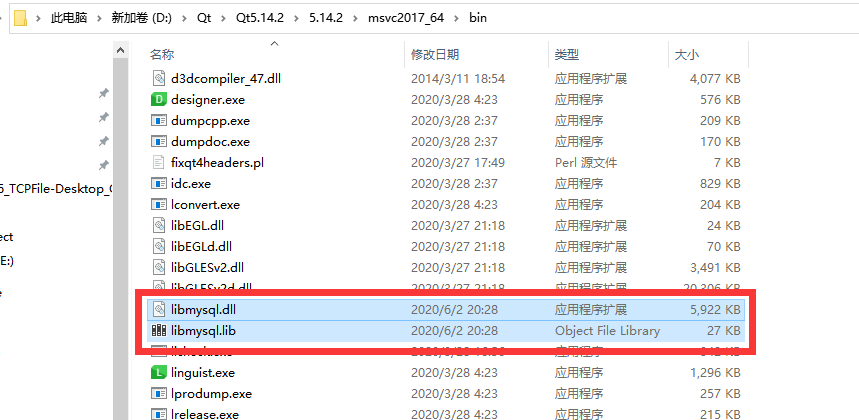 此电脑 > 新加卷 (D:) > Qt > Qt5.14.2 > 5.14.2 > msvc2017_64 > bin
名称 修改日期 类型 大小
d3dcompiler_47.dll 2014/3/11 18:54 应用程序扩展 4,077 KB
designer.exe 2020/3/28 4:23 应用程序 576 KB
dumpcpp.exe 2020/3/28 2:37 应用程序 209 KB
dumpdoc.exe 2020/3/28 2:37 应用程序 170 KB
fixqt4headers.pl 2020/3/27 17:49 Perl 源文件 7 KB
5_TCPFile-Desktop_ idc.exe 2020/3/28 2:37 应用程序 829 KB
lconvert.exe 2020/3/28 4:23 应用程序 204 KB
libEGL.dll 2020/3/27 21:18 应用程序扩展 24 KB
ect libEGLd.dll 2020/3/27 21:18 应用程序扩展 70 KB
E:) libGLESv2.dll 2020/3/27 21:18 应用程序扩展 3,491 KB
libGLESv2d.dll 2020/3/27 21:18 应用程序扩展 20,306 KB
libmysql.dll 2020/6/2 20:28 应用程序扩展 5,922 KB
libmysql.lib 2020/6/2 20:28 Object File Library 27 KB
linguist.exe 2020/3/28 4:23 应用程序 1,296 KB
lprodump.exe 2020/3/28 4:23 应用程序 257 KB
lrelease.exe 2020/3/28 4:23 应用程序 215 KB